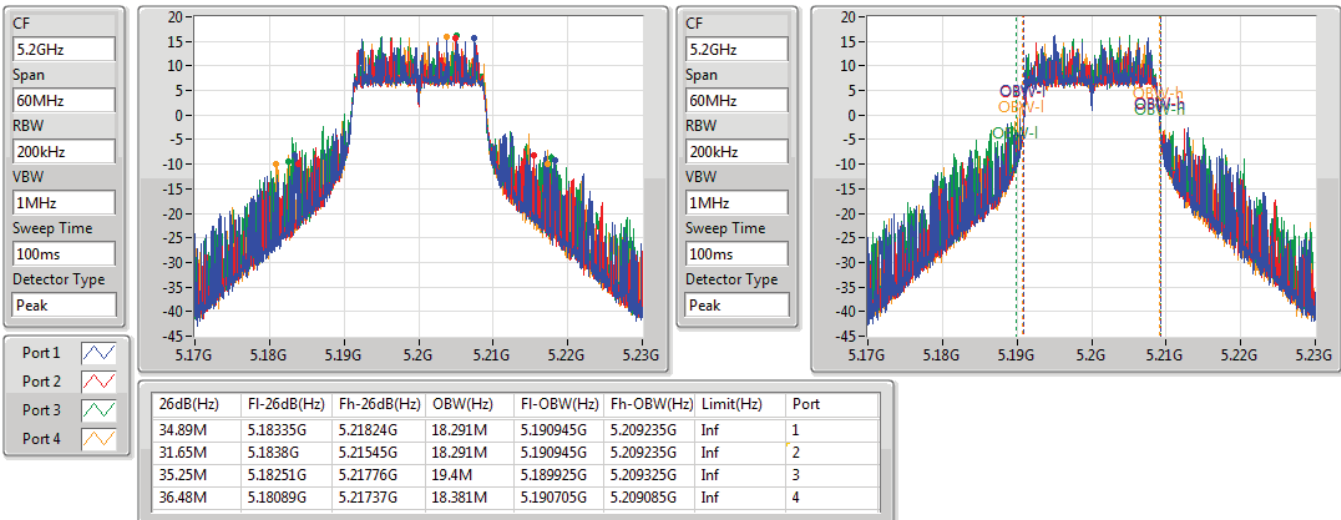 CF
5.2GHz
Span
60MHz
RBW
200kHz
VBW
1MHz
Sweep Time
100ms
Detector Type
Peak
20
15
10
5
0
-5
-10
-15
-20
-25
-30
-35
-40
-45
5.17G 5.18G 5.19G 5.2G 5.21G 5.22G 5.23G
CF
5.2GHz
Span
60MHz
RBW
200kHz
VBW
1MHz
Sweep Time
100ms
Detector Type
Peak
20
15
10
5
0
-5
-10
-15
-20
-25
-30
-35
-40
-45
OBW-l
OBW-l
OBW-l
OBW-h
OBW-h
OBW-h
5.17G 5.18G 5.19G 5.2G 5.21G 5.22G 5.23G
Port 1
Port 2
Port 3
Port 4
26dB(Hz) Fl-26dB(Hz) Fh-26dB(Hz) OBW(Hz) Fl-OBW(Hz) Fh-OBW(Hz) Limit(Hz) Port
34.89M 5.18335G 5.21824G 18.291M 5.190945G 5.209235G Inf 1
31.65M 5.1838G 5.21545G 18.291M 5.190945G 5.209235G Inf 2
35.25M 5.18251G 5.21776G 19.4M 5.189925G 5.209325G Inf 3
36.48M 5.18089G 5.21737G 18.381M 5.190705G 5.209085G Inf 4